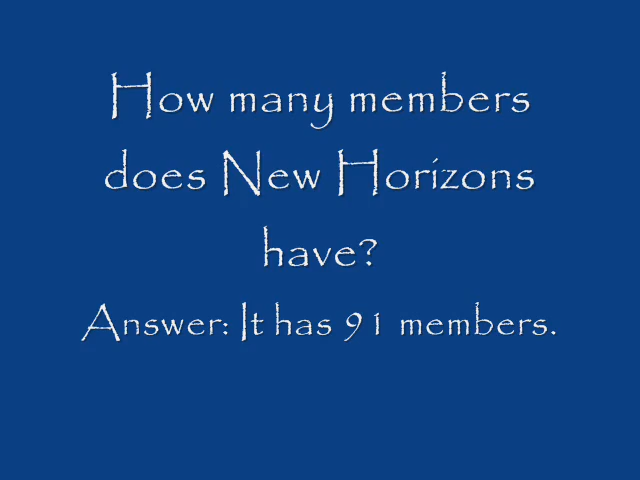 How many members
does New Horizons
have?
Answer: It has 91 members.